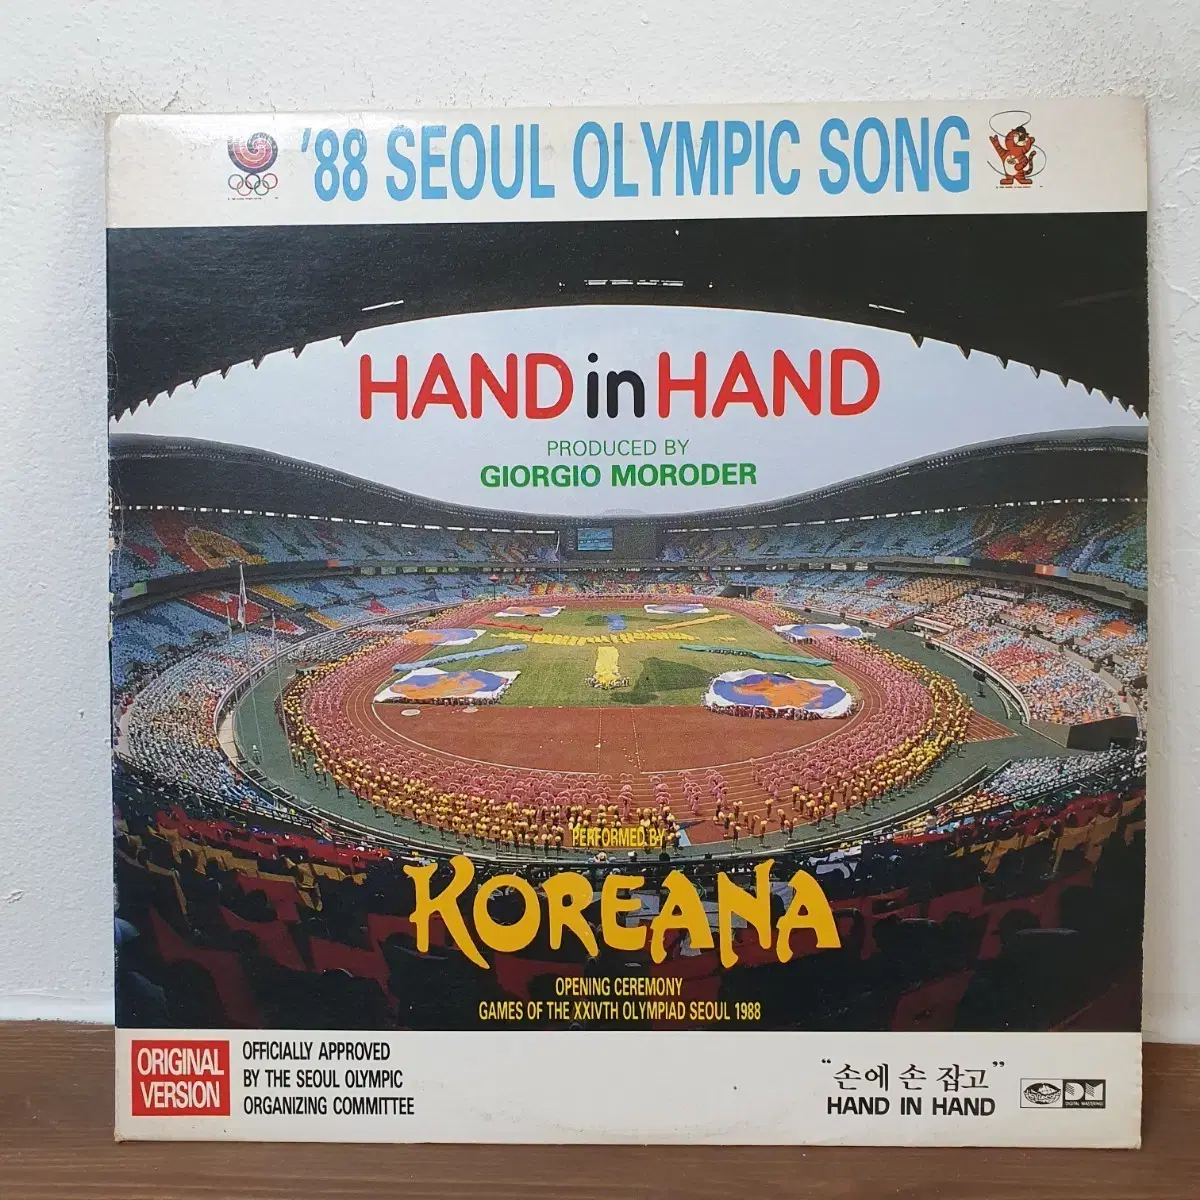 '88 SEOUL OLYMPIC SONG
HAND in HAND
PRODUCED BY
GIORGIO MORODER
PERFORMED BY
KOREANA
OPENING CEREMONY
GAMES OF THE XXIVTH OLYMPIAD SEOUL 1988
ORIGINAL
VERSION
OFFICIALLY APPROVED
BY THE SEOUL OLYMPIC
ORGANIZING COMMITTEE
“손에 손 잡고”
HAND IN HAND
DIGITAL MASTERING